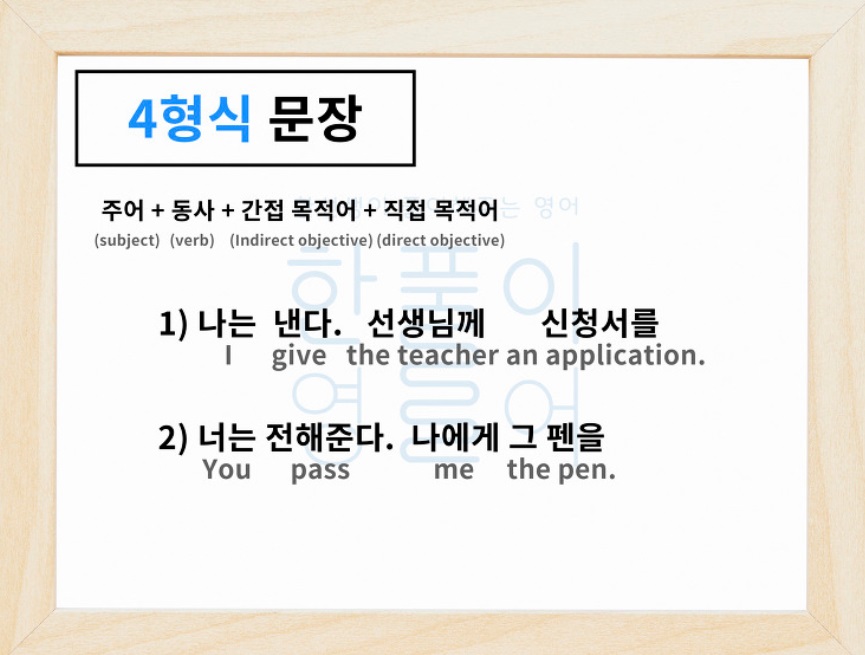 4형식 문장
주어 + 동사 + 간접 목적어 + 직접 목적어
(subject) (verb) (Indirect objective) (direct objective)
1) 나는 낸다. 선생님께 신청서를
I give the teacher an application.
2) 너는 전해준다. 나에게 그 펜을
You pass me the pen.
는 영어
한풀이
영어